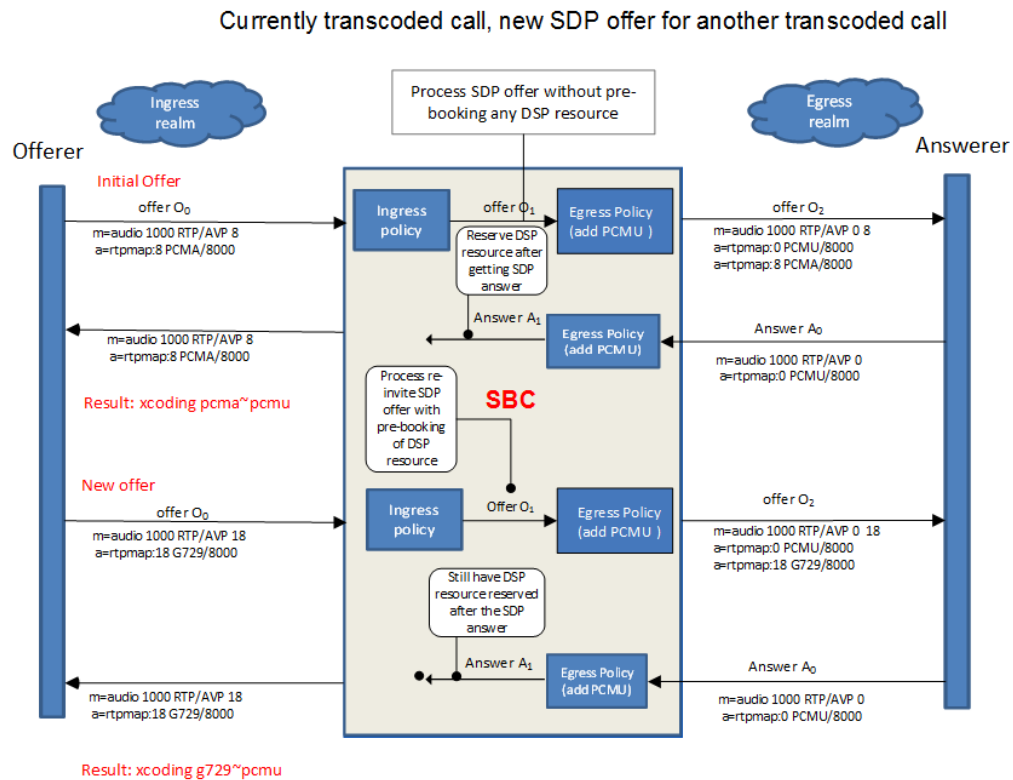 Currently transcoded call, new SDP offer for another transcoded call
Ingress
realm
Process SDP offer without pre-
booking any DSP resource
Egress
realm
Offerer
Answerer
Initial Offer
offer O0
m=audio 1000 RTP/AVP 8
a=rtpmap:8 PCMA/8000
Ingress
policy
offer O1
Egress Policy
(add PCMU )
offer O2
m=audio 1000 RTP/AVP 0 8
a=rtpmap:0 PCMU/8000
a=rtpmap:8 PCMA/8000
Reserve DSP
resource after
getting SDP
answer
Answer A1
Egress Policy
(add PCMU)
Answer A0
m=audio 1000 RTP/AVP 0
a=rtpmap:0 PCMU/8000
m=audio 1000 RTP/AVP 8
a=rtpmap:8 PCMA/8000
Result: xcoding pcma~pcmu
Process re-
invite SDP
offer with
pre-booking
of DSP
resource
SBC
New offer
offer O0
m=audio 1000 RTP/AVP 18
a=rtpmap:18 G729/8000
Ingress
policy
Offer O1
Egress Policy
(add PCMU )
offer O2
m=audio 1000 RTP/AVP 0 18
a=rtpmap:0 PCMU/8000
a=rtpmap:18 G729/8000
Still have DSP
resource reserved
after the SDP
answer
Answer A1
Egress Policy
(add PCMU)
Answer A0
m=audio 1000 RTP/AVP 0
a=rtpmap:0 PCMU/8000
m=audio 1000 RTP/AVP 18
a=rtpmap:18 G729/8000
Result: xcoding g729~pcmu